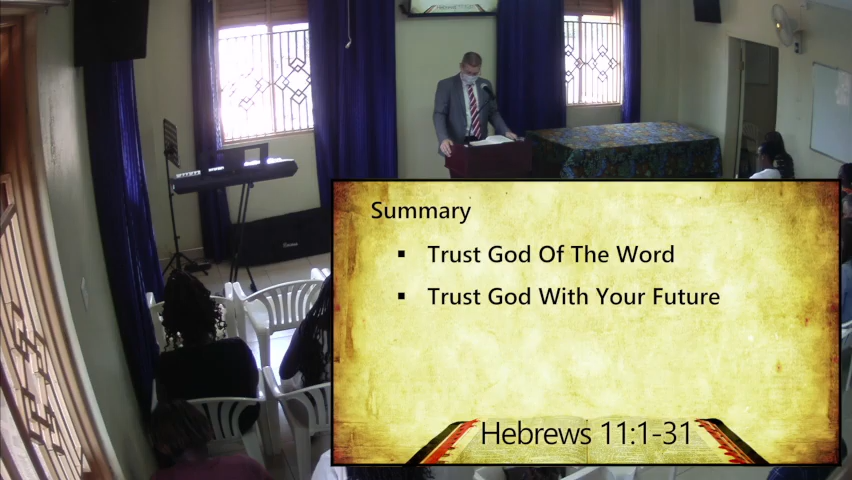 Summary
▪ Trust God Of The Word
▪ Trust God With Your Future
Hebrews 11:1-31